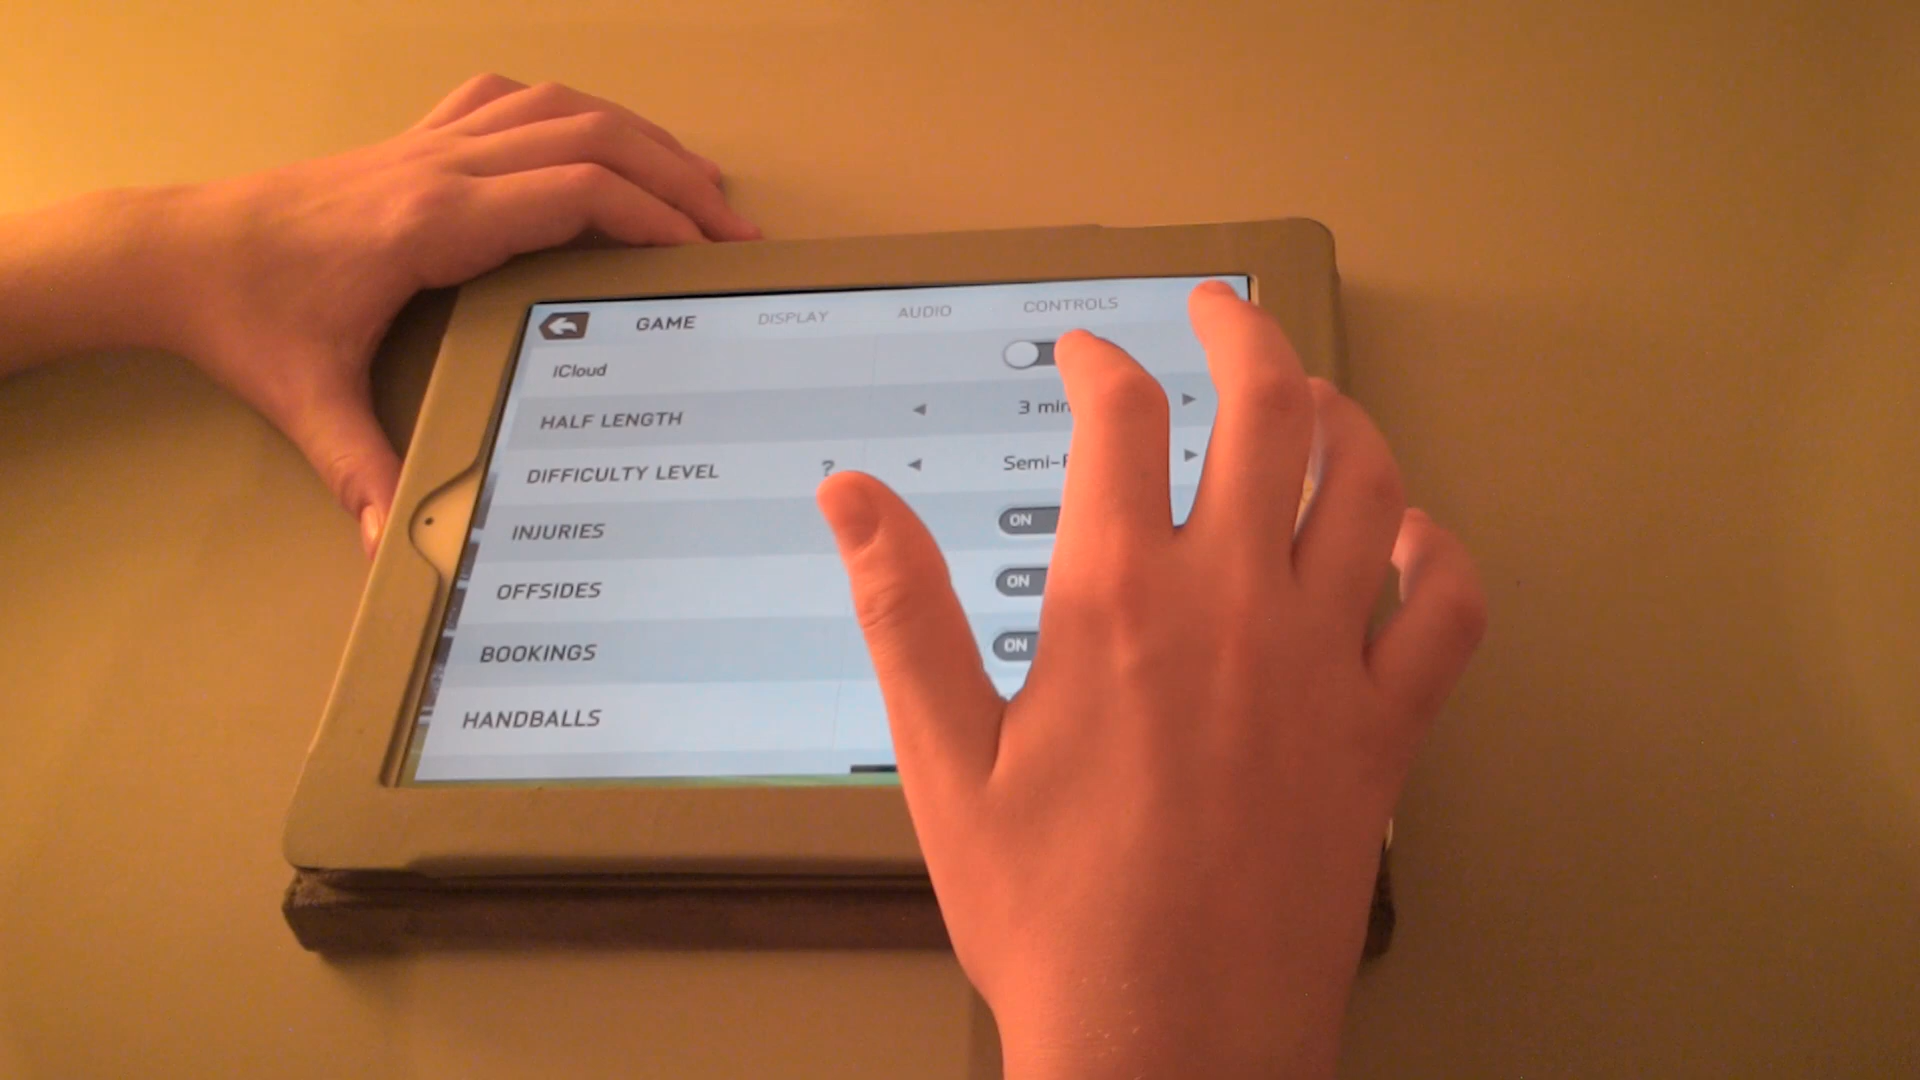 GAME DISPLAY AUDIO CONTROLS
iCloud
HALF LENGTH 3 min
DIFFICULTY LEVEL ? Semi-
INJURIES ON
OFFSIDES ON
BOOKINGS ON
HANDBALLS